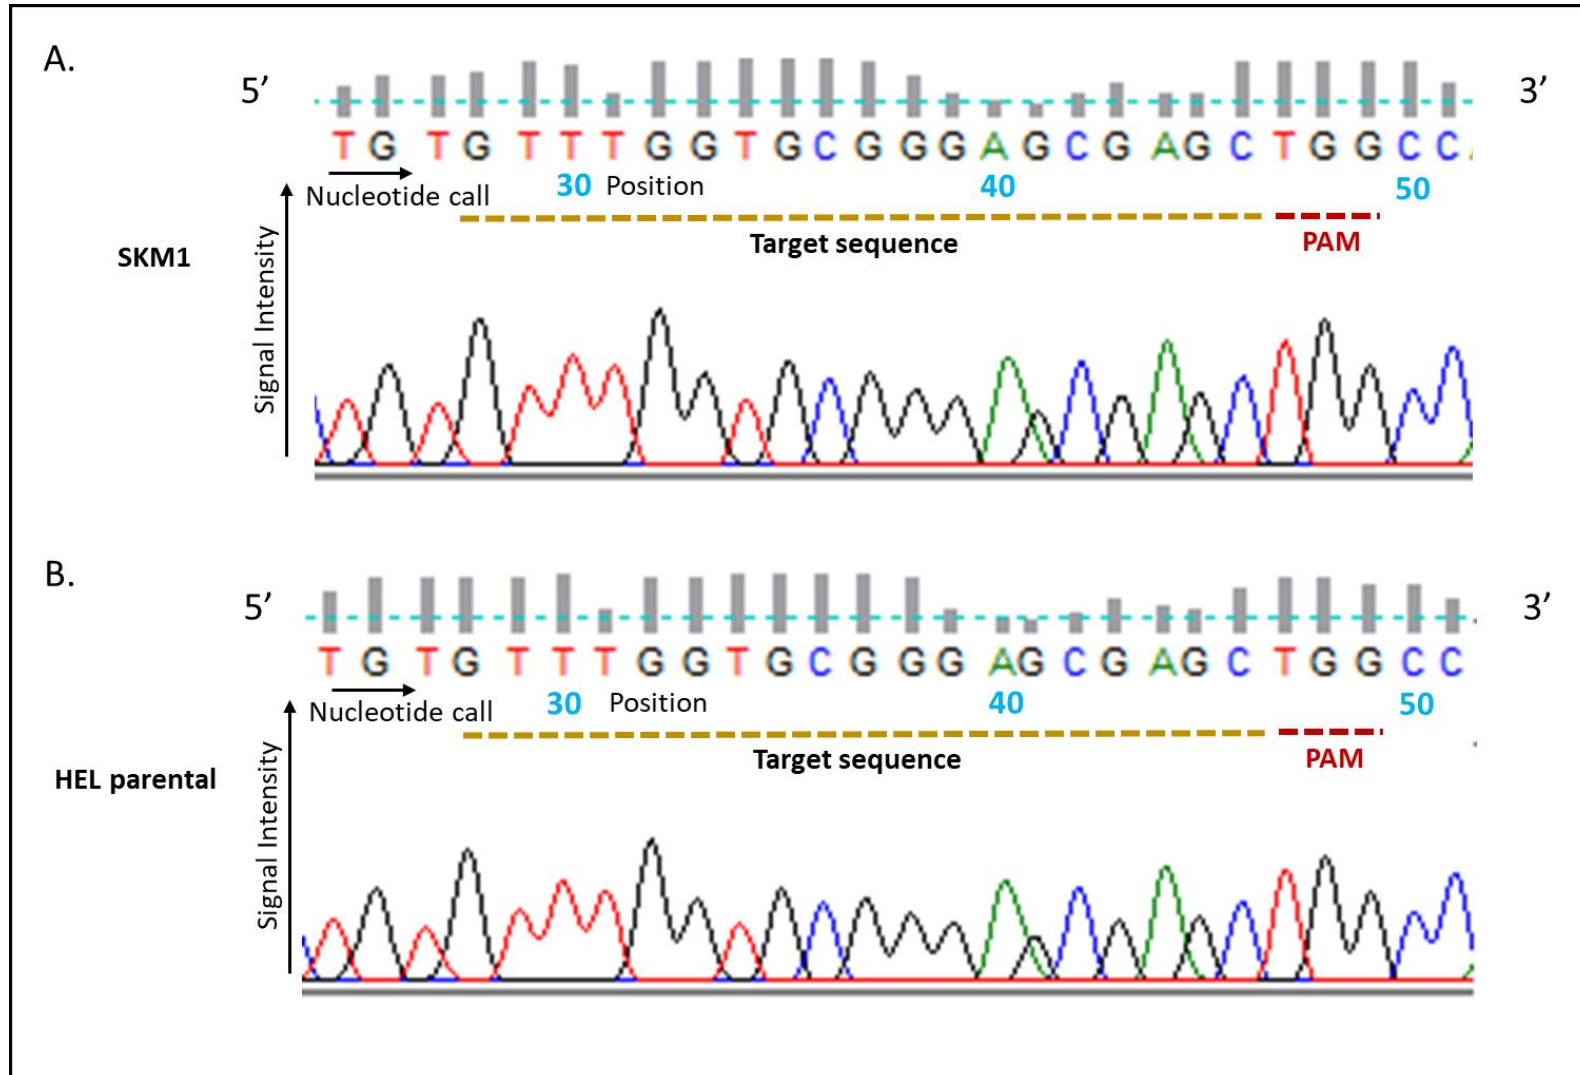 A.
5’ 3’
T G T G T T T G G T G C G G G A G C G A G C T G G C C
30 Position 40 50
Nucleotide call
Target sequence PAM
SKM1
Signal Intensity
B.
5’ 3’
T G T G T T T G G T G C G G G A G C G A G C T G G C C
30 Position 40 50
Nucleotide call
Target sequence PAM
HEL parental
Signal Intensity